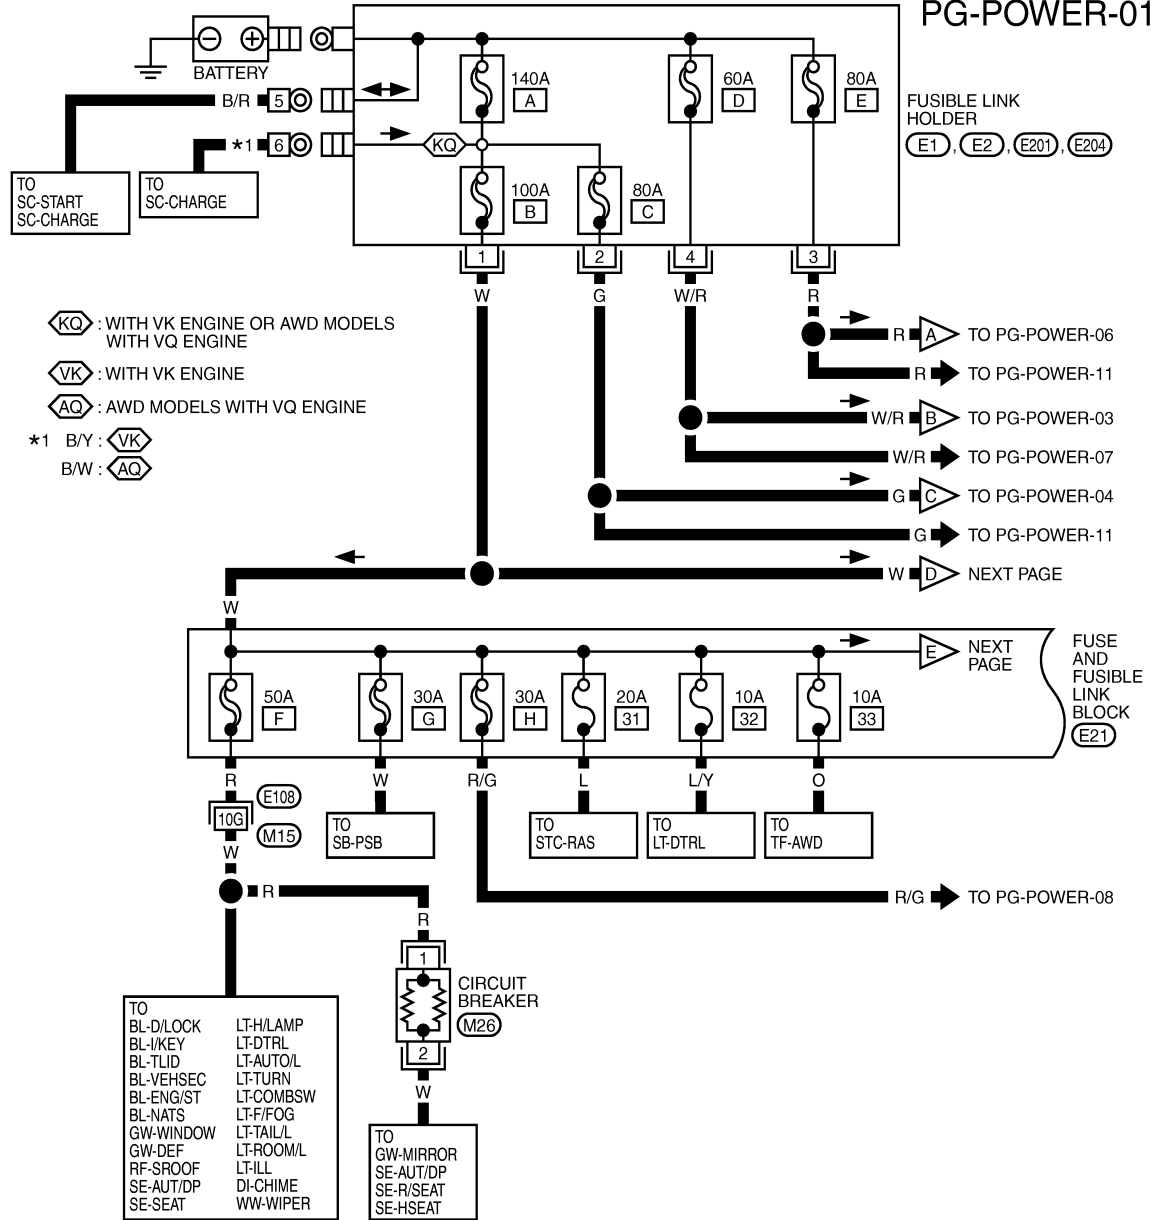 PG-POWER-01
BATTERY
B/R
5
*1
6
TO
SC-START
SC-CHARGE
TO
SC-CHARGE
KQ
140A
A
100A
B
80A
C
60A
D
80A
E
FUSIBLE LINK
HOLDER
E1, E2, E201, E204
1
2
4
3
W
G
W/R
R
KQ : WITH VK ENGINE OR AWD MODELS
WITH VQ ENGINE
VK : WITH VK ENGINE
AQ : AWD MODELS WITH VQ ENGINE
*1 B/Y : VK
B/W : AQ
R A TO PG-POWER-06
R TO PG-POWER-11
W/R B TO PG-POWER-03
W/R TO PG-POWER-07
G C TO PG-POWER-04
G TO PG-POWER-11
W D NEXT PAGE
W
E NEXT
PAGE
FUSE
AND
FUSIBLE
LINK
BLOCK
E21
50A
F
30A
G
30A
H
20A
31
10A
32
10A
33
R
W
R/G
L
L/Y
O
E108
10G
M15
W
TO
SB-PSB
TO
STC-RAS
TO
LT-DTRL
TO
TF-AWD
R/G TO PG-POWER-08
R
R
1
CIRCUIT
BREAKER
M26
2
W
TO
BL-D/LOCK LT-H/LAMP
BL-I/KEY LT-DTRL
BL-TLID LT-AUTO/L
BL-VEHSEC LT-TURN
BL-ENG/ST LT-COMBSW
BL-NATS LT-F/FOG
GW-WINDOW LT-TAIL/L
GW-DEF LT-ROOM/L
RF-SROOF LT-ILL
SE-AUT/DP DI-CHIME
SE-SEAT WW-WIPER
TO
GW-MIRROR
SE-AUT/DP
SE-R/SEAT
SE-HSEAT